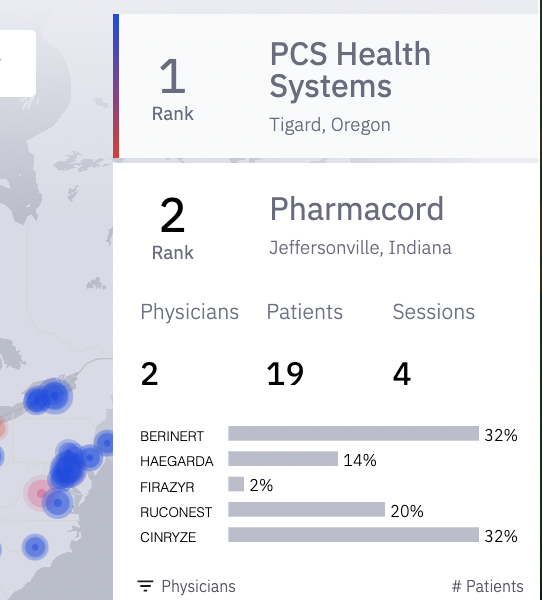 1
Rank
PCS Health
Systems
Tigard, Oregon
2
Rank
Pharmacord
Jeffersonville, Indiana
Physicians Patients Sessions
2 19 4
BERINERT 32%
HAEGARDA 14%
FIRAZYR 2%
RUCONEST 20%
CINRYZE 32%
Physicians # Patients